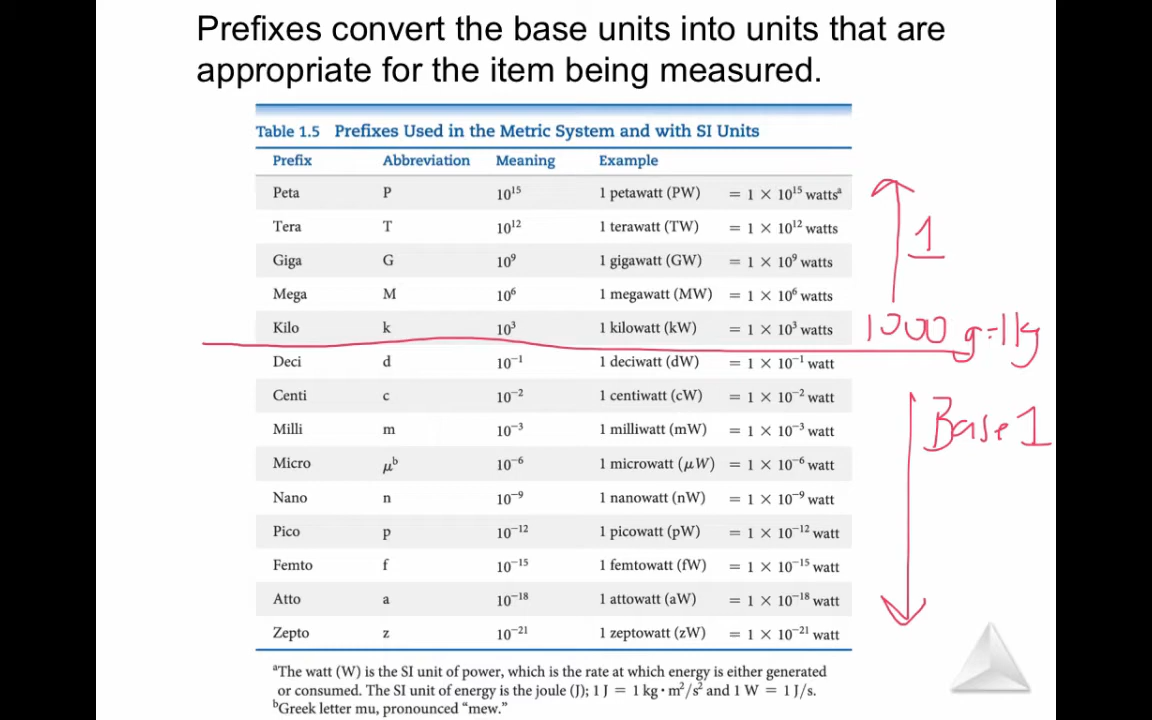 Prefixes convert the base units into units that are
appropriate for the item being measured.
Table 1.5 Prefixes Used in the Metric System and with SI Units
Prefix Abbreviation Meaning Example
Peta P 10¹⁵ 1 petawatt (PW) = 1 × 10¹⁵ wattsᵃ
Tera T 10¹² 1 terawatt (TW) = 1 × 10¹² watts
Giga G 10⁹ 1 gigawatt (GW) = 1 × 10⁹ watts
Mega M 10⁶ 1 megawatt (MW) = 1 × 10⁶ watts
Kilo k 10³ 1 kilowatt (kW) = 1 × 10³ watts
Deci d 10⁻¹ 1 deciwatt (dW) = 1 × 10⁻¹ watt
Centi c 10⁻² 1 centiwatt (cW) = 1 × 10⁻² watt
Milli m 10⁻³ 1 milliwatt (mW) = 1 × 10⁻³ watt
Micro μᵇ 10⁻⁶ 1 microwatt (μW) = 1 × 10⁻⁶ watt
Nano n 10⁻⁹ 1 nanowatt (nW) = 1 × 10⁻⁹ watt
Pico p 10⁻¹² 1 picowatt (pW) = 1 × 10⁻¹² watt
Femto f 10⁻¹⁵ 1 femtowatt (fW) = 1 × 10⁻¹⁵ watt
Atto a 10⁻¹⁸ 1 attowatt (aW) = 1 × 10⁻¹⁸ watt
Zepto z 10⁻²¹ 1 zeptowatt (zW) = 1 × 10⁻²¹ watt
ᵃThe watt (W) is the SI unit of power, which is the rate at which energy is either generated
or consumed. The SI unit of energy is the joule (J); 1 J = 1 kg • m²/s² and 1 W = 1 J/s.
ᵇGreek letter mu, pronounced “mew.”
1
1000 g=1kg
Base 1